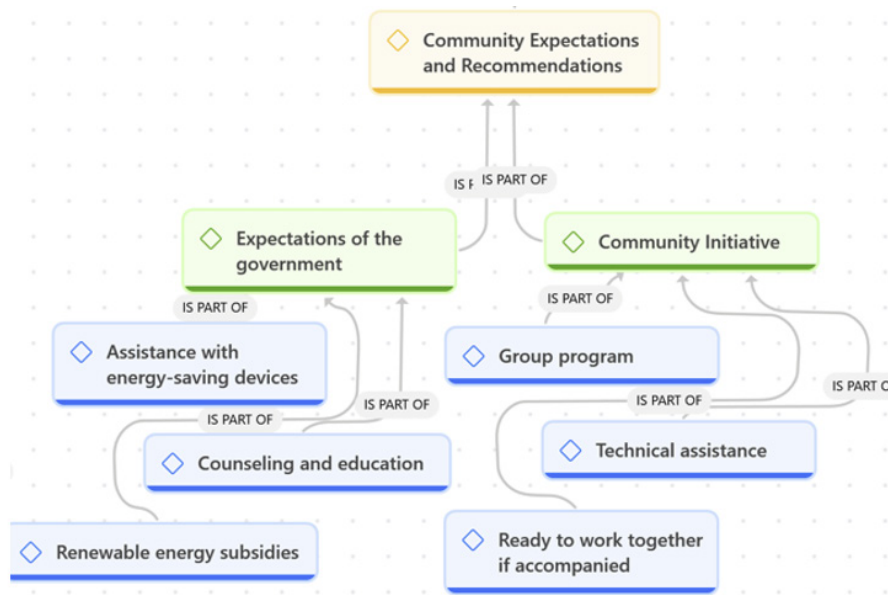 Community Expectations
and Recommendations
IS PART OF
Expectations of the
government
Community Initiative
IS PART OF
IS PART OF
Assistance with
energy-saving devices
Group program
IS PART OF
IS PART OF
IS PART OF
IS PART O
Counseling and education
Technical assistance
Renewable energy subsidies
Ready to work together
if accompanied